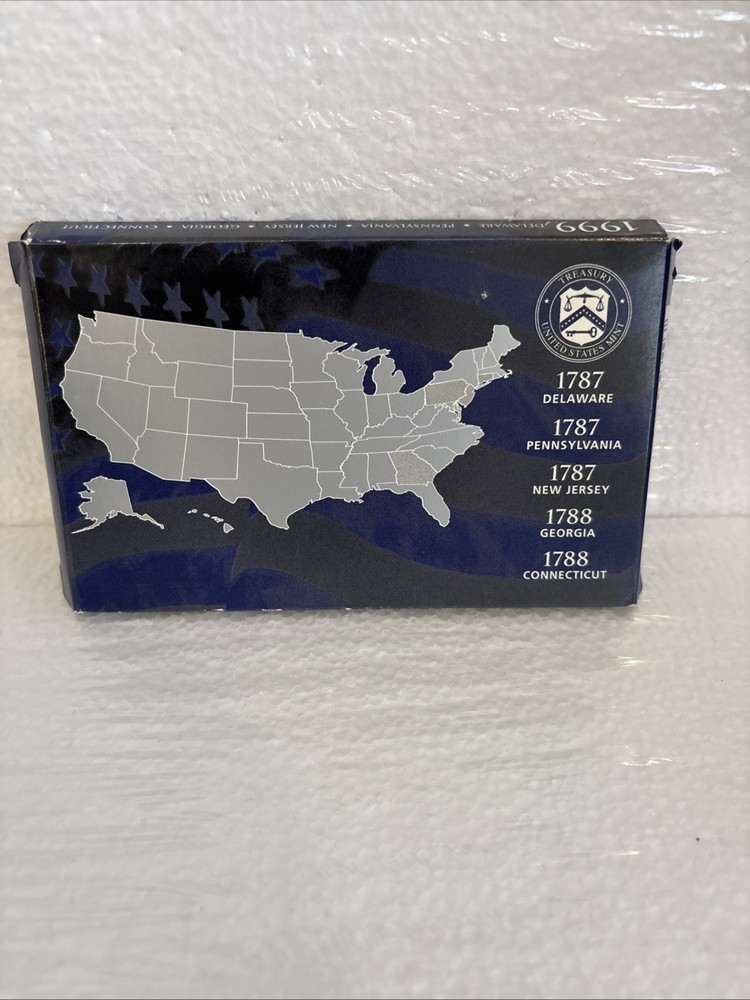 1999 DELAWARE ★ PENNSYLVANIA ★ NEW JERSEY ★ GEORGIA ★ CONNECTICUT
TREASURY
UNITED STATES MINT
1787
DELAWARE
1787
PENNSYLVANIA
1787
NEW JERSEY
1788
GEORGIA
1788
CONNECTICUT